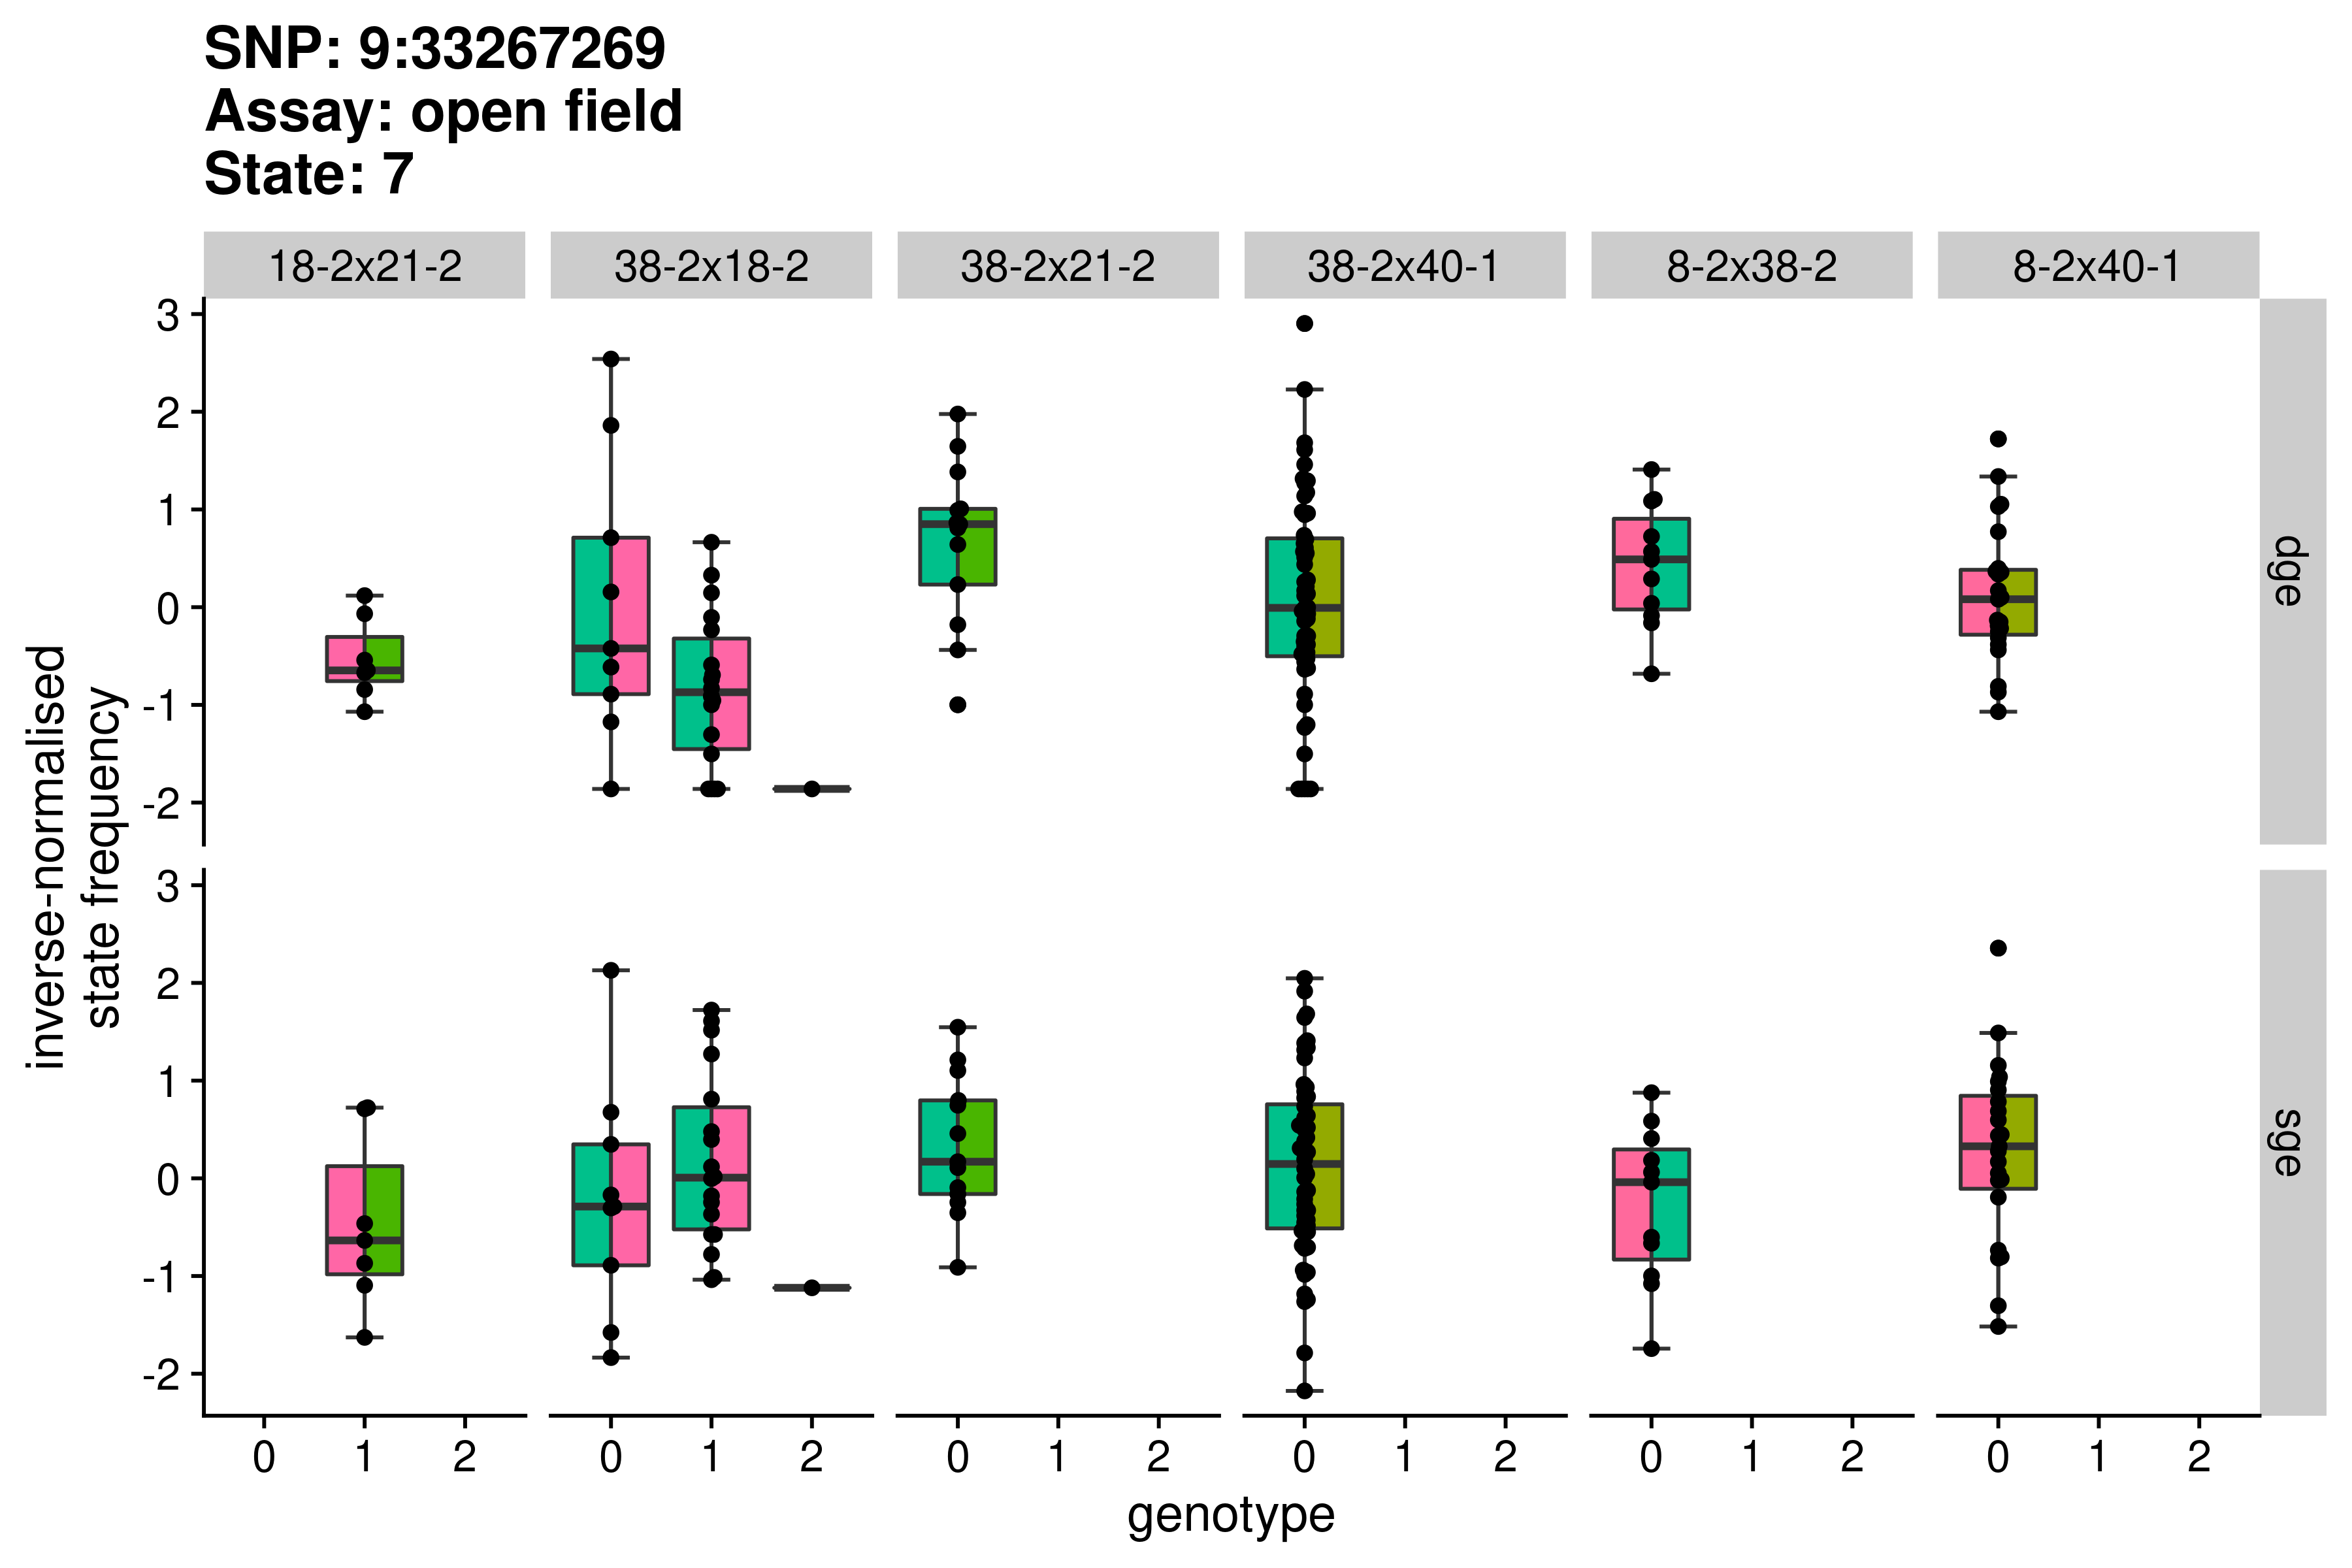 SNP: 9:33267269
Assay: open field
State: 7
18-2x21-2
38-2x18-2
38-2x21-2
38-2x40-1
8-2x38-2
8-2x40-1
3
2
1
0
-1
-2
dge
inverse-normalised
state frequency
3
2
1
0
-1
-2
sge
0 1 2
0 1 2
0 1 2
0 1 2
0 1 2
0 1 2
genotype